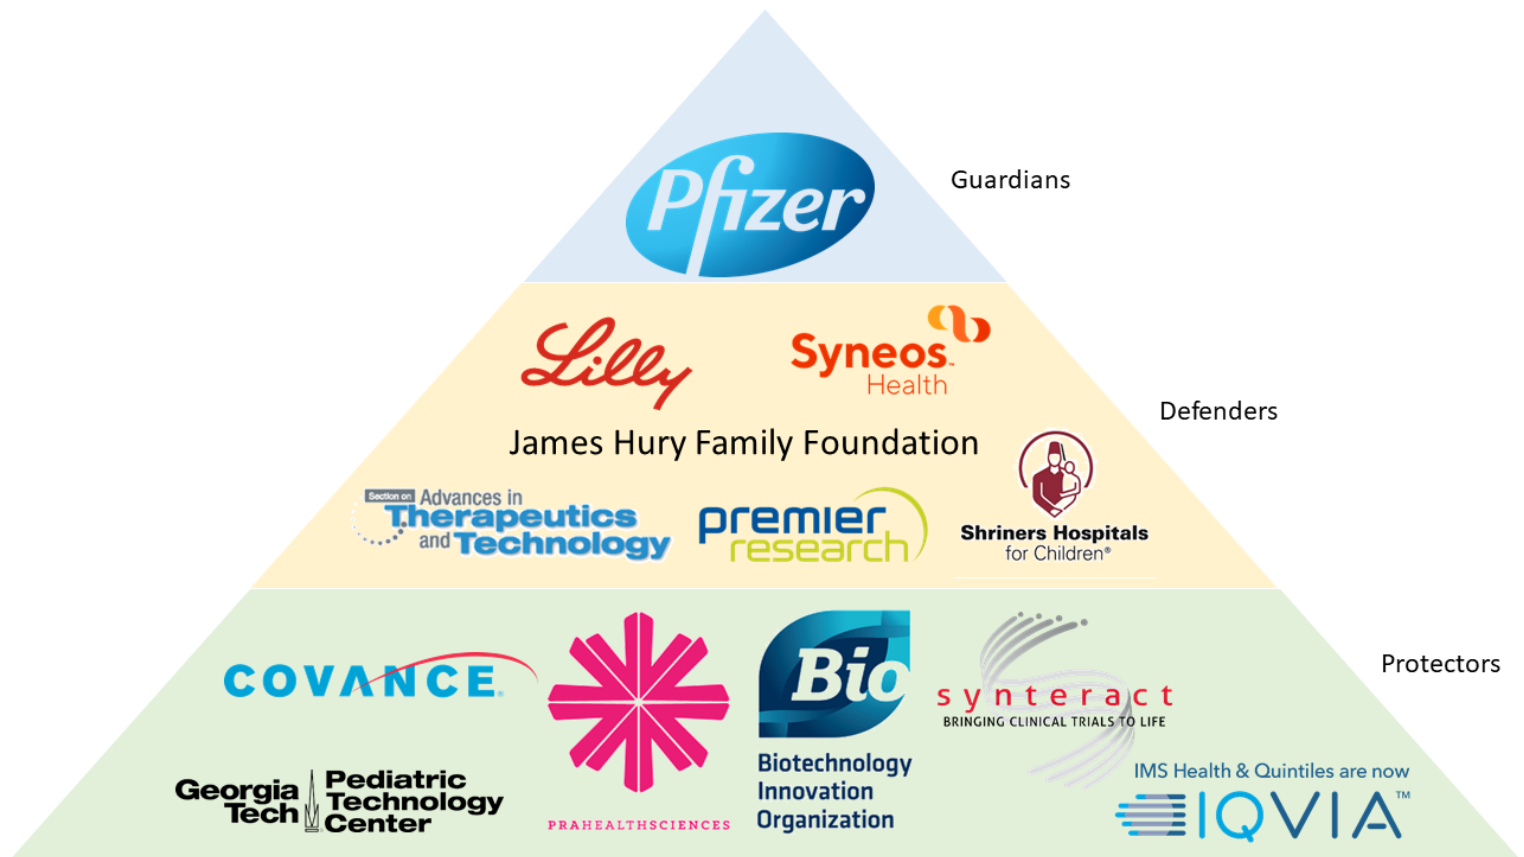 Pfizer
Guardians
Lilly
Syneos™
Health
Defenders
James Hury Family Foundation
Section on Advances in
Therapeutics
and Technology
premier
research
Shriners Hospitals
for Children®
Protectors
COVANCE®
PRAHEALTHSCIENCES
Bio
Biotechnology
Innovation
Organization
synteract
BRINGING CLINICAL TRIALS TO LIFE
Georgia
Tech
Pediatric
Technology
Center
IMS Health & Quintiles are now
IQVIA™